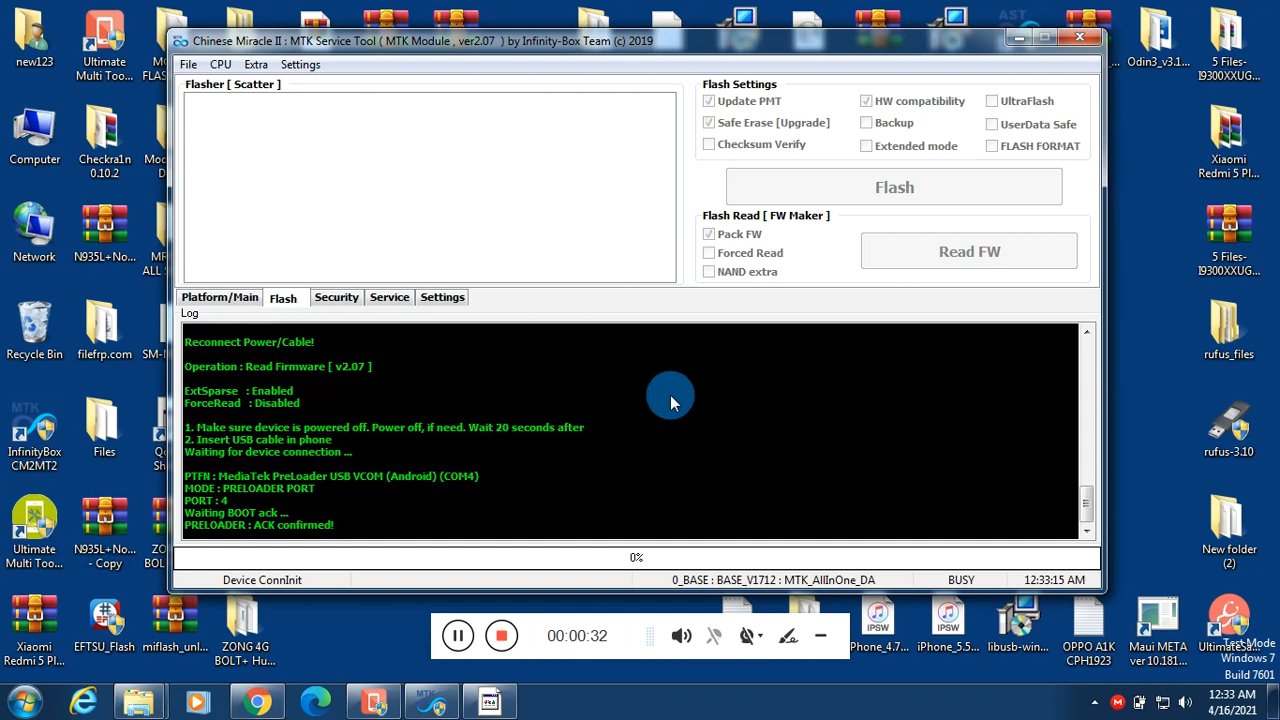 Chinese Miracle II : MTK Service Tool ( MTK Module , ver2.07 ) by Infinity-Box Team (c) 2019
File
CPU
Extra
Settings
Flasher [ Scatter ]
Flash Settings
Update PMT
HW compatibility
UltraFlash
Safe Erase [Upgrade]
Backup
UserData Safe
Checksum Verify
Extended mode
FLASH FORMAT
Flash
Flash Read [ FW Maker ]
Pack FW
Forced Read
NAND extra
Read FW
Platform/Main
Flash
Security
Service
Settings
Log
Reconnect Power/Cable!
Operation : Read Firmware [ v2.07 ]
ExtSparse : Enabled
ForceRead : Disabled
1. Make sure device is powered off. Power off, if need. Wait 20 seconds after
2. Insert USB cable in phone
Waiting for device connection ...
PTFN : MediaTek PreLoader USB VCOM (Android) (COM4)
MODE : PRELOADER PORT
PORT : 4
Waiting BOOT ack ...
PRELOADER : ACK confirmed!
0%
Device ConnInit
0_BASE : BASE_V1712 : MTK_AllInOne_DA
BUSY
12:33:15 AM
00:00:32
new123
Ultimate
Multi Too...
Computer
Checkra1n
0.10.2
Network
N935L+No...
Recycle Bin
filefrp.com
InfinityBox
CM2MT2
Files
Ultimate
Multi Too...
N935L+No...
- Copy
Xiaomi
Redmi 5 Pl...
EFTSU_Flash
miflash_unl...
ZONG 4G
BOLT+ Hu...
Odin3_v3.1...
5 Files-
I9300XXUG...
Xiaomi
Redmi 5 Pl...
5 Files-
I9300XXUG...
rufus_files
rufus-3.10
New folder
(2)
iPhone_5.5...
libusb-win...
OPPO A1K
CPH1923
Maui META
ver 10.181...
Test Mode
Windows 7
Build 7601
12:33 AM
4/16/2021